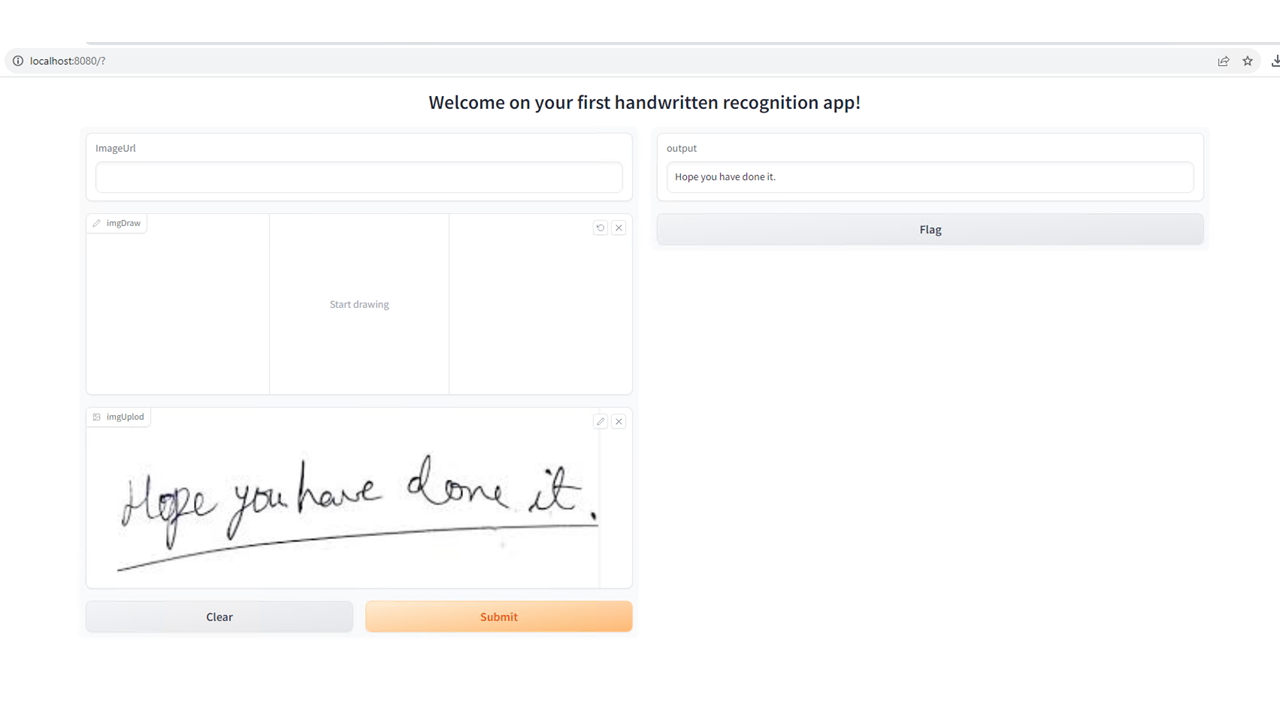 localhost:8080/?
Welcome on your first handwritten recognition app!
ImageUrl
output
Hope you have done it.
imgDraw
Flag
Start drawing
imgUplod
Hope you have done it.
Clear
Submit